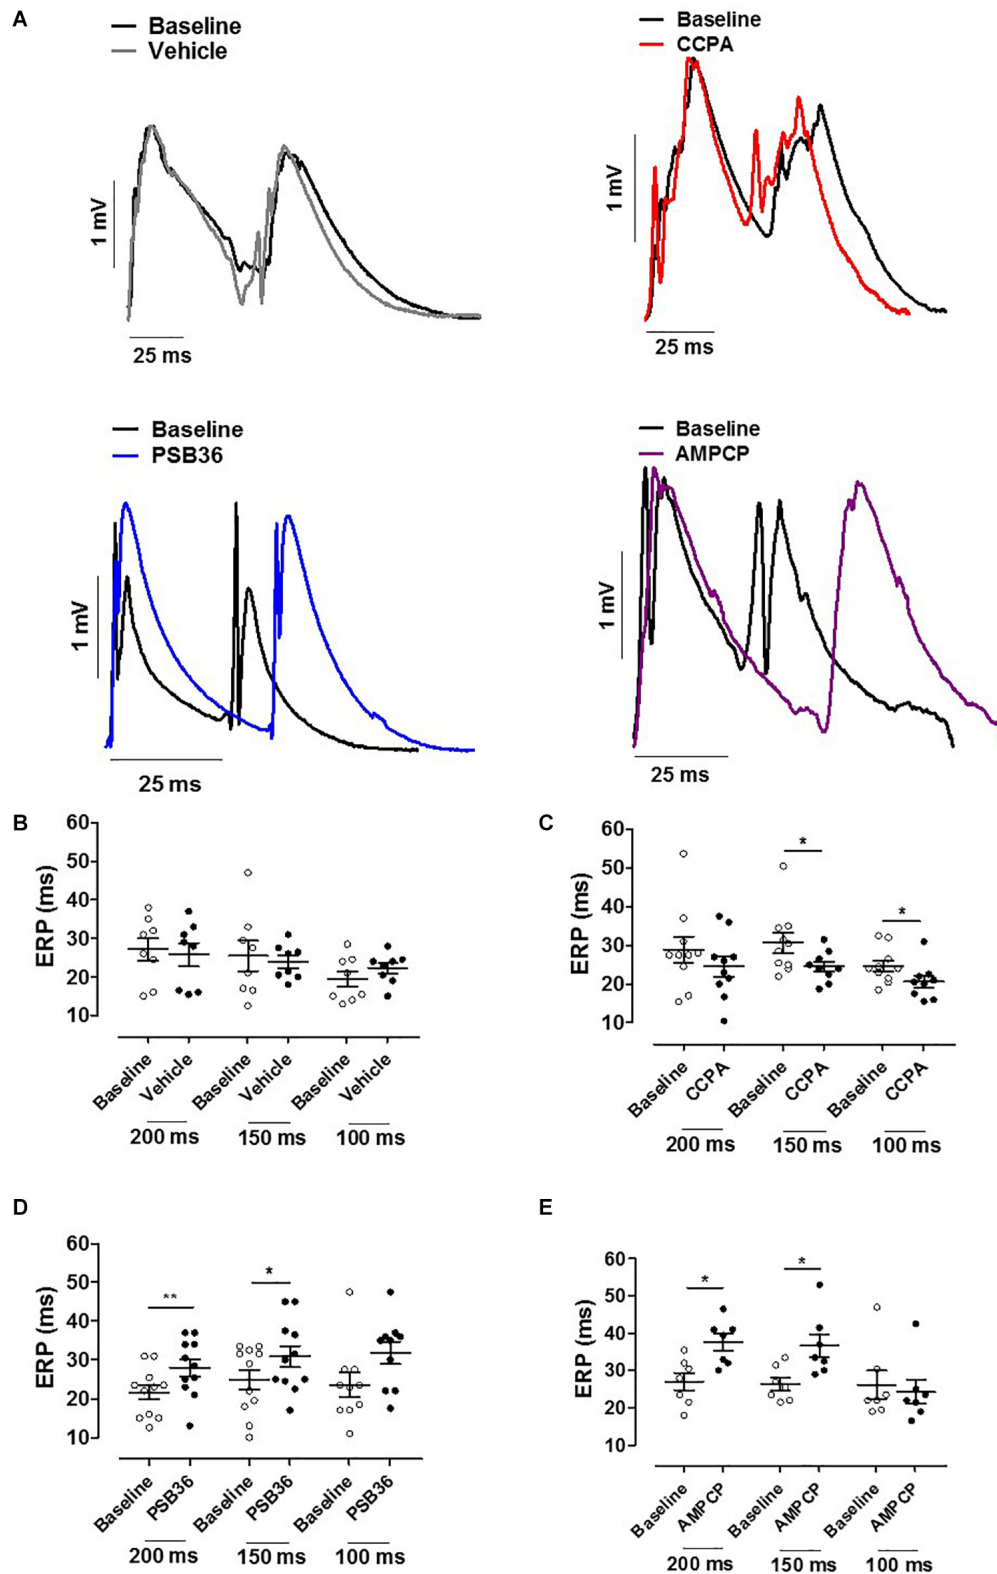 A
Baseline
Vehicle
1 mV
25 ms
Baseline
CCPA
1 mV
25 ms
Baseline
PSB36
1 mV
25 ms
Baseline
AMPCP
1 mV
25 ms
B
ERP (ms)
60
50
40
30
20
10
Baseline
Vehicle
Baseline
Vehicle
Baseline
Vehicle
200 ms
150 ms
100 ms
C
ERP (ms)
60
50
40
30
20
10
*
*
Baseline
CCPA
Baseline
CCPA
Baseline
CCPA
200 ms
150 ms
100 ms
D
ERP (ms)
60
50
40
30
20
10
**
*
Baseline
PSB36
Baseline
PSB36
Baseline
PSB36
200 ms
150 ms
100 ms
E
ERP (ms)
60
50
40
30
20
10
*
*
Baseline
AMPCP
Baseline
AMPCP
Baseline
AMPCP
200 ms
150 ms
100 ms